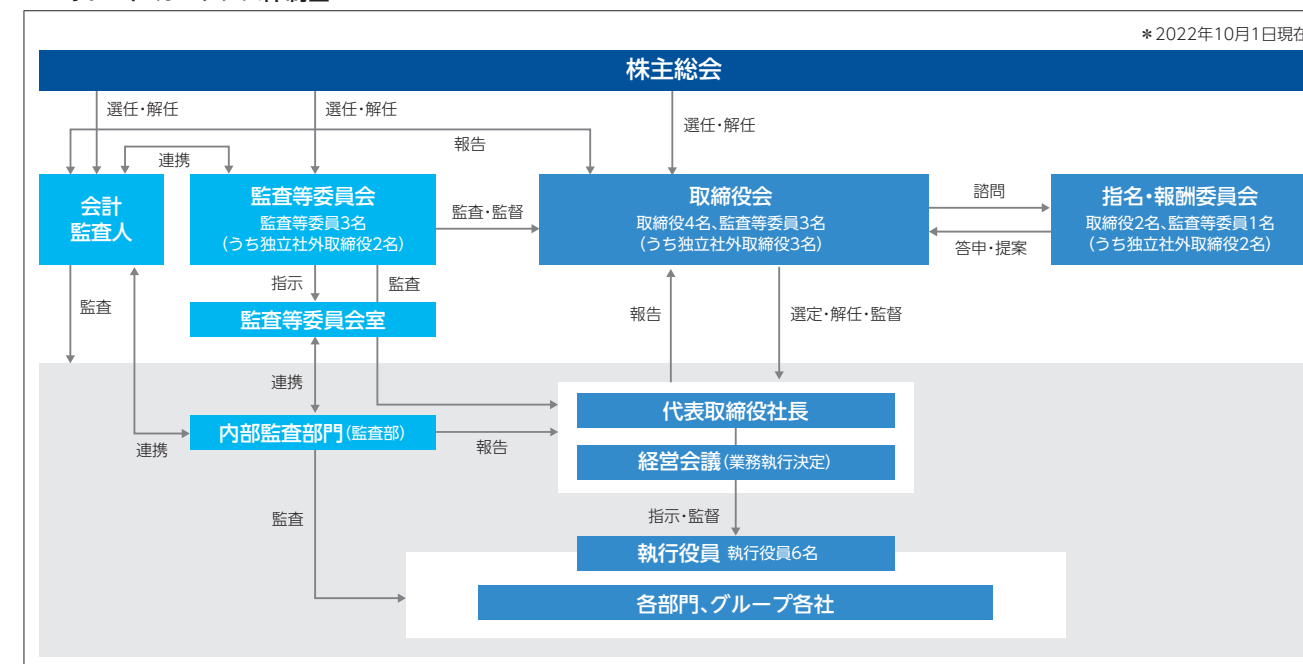 ＊2022年10月1日現在
株主総会
選任・解任
選任・解任
選任・解任
報告
連携
会計
監査人
監査等委員会
監査等委員3名
(うち独立社外取締役2名)
監査・監督
取締役会
取締役4名、監査等委員3名
(うち独立社外取締役3名)
諮問
答申・提案
指名・報酬委員会
取締役2名、監査等委員1名
(うち独立社外取締役2名)
監査
指示
監査
報告
選定・解任・監督
監査等委員会室
連携
代表取締役社長
連携
内部監査部門(監査部)
報告
経営会議(業務執行決定)
監査
指示・監督
執行役員 執行役員6名
各部門、グループ各社